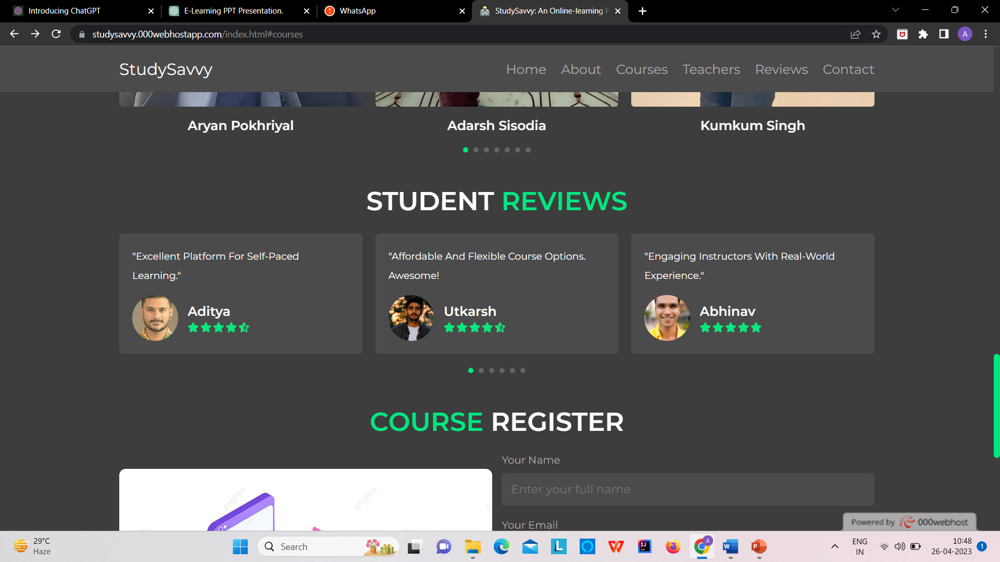 Introducing ChatGPT
E-Learning PPT Presentation.
WhatsApp
StudySavvy: An Online-learning P
studysavvy.000webhostapp.com/index.html#courses
A
StudySavvy
Home About Courses Teachers Reviews Contact
Aryan Pokhriyal
Adarsh Sisodia
Kumkum Singh
STUDENT REVIEWS
"Excellent Platform For Self-Paced
Learning."
Aditya
"Affordable And Flexible Course Options.
Awesome!
Utkarsh
"Engaging Instructors With Real-World
Experience."
Abhinav
COURSE REGISTER
pngtree
pngtree
Your Name
Enter your full name
Your Email
Powered by 000webhost
29°C
Haze
Search
L
IJ
A
W
P
ENG
IN
10:48
26-04-2023
1